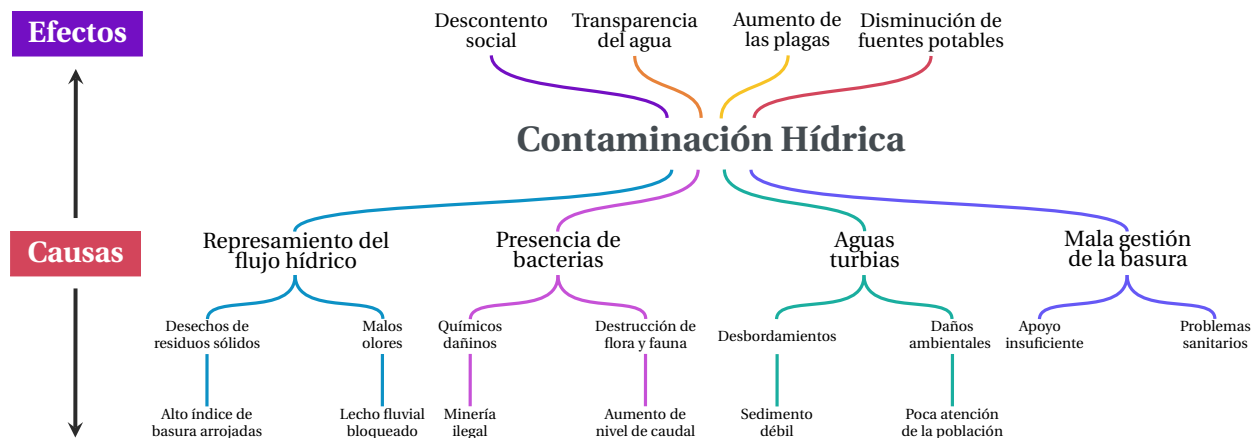 Efectos
Descontento
social
Transparencia
del agua
Aumento de
las plagas
Disminución de
fuentes potables
Contaminación Hídrica
Causas
Represamiento del
flujo hídrico
Presencia de
bacterias
Aguas
turbias
Mala gestión
de la basura
Desechos de
residuos sólidos
Malos
olores
Químicos
dañinos
Destrucción de
flora y fauna
Desbordamientos
Daños
ambientales
Apoyo
insuficiente
Problemas
sanitarios
Alto índice de
basura arrojadas
Lecho fluvial
bloqueado
Minería
ilegal
Aumento de
nivel de caudal
Sedimento
débil
Poca atención
de la población